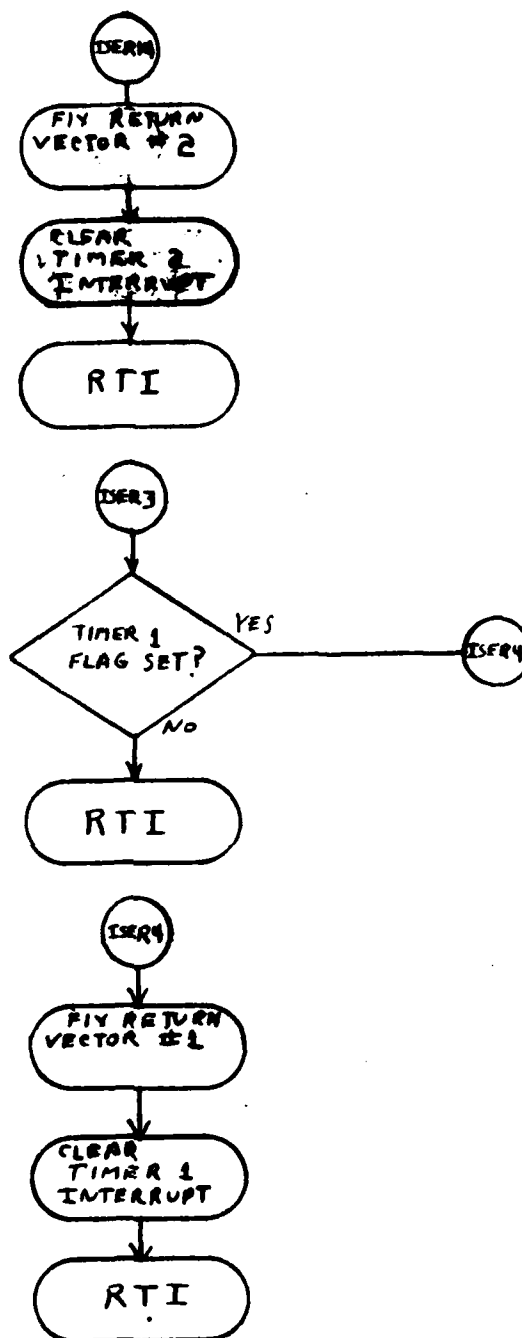 FIX RETURN
VECTOR # 2
CLEAR
TIMER 2
INTERRUPT
RTI
ISER3
TIMER 1
FLAG SET?
YES
ISER4
NO
RTI
ISER4
FIX RETURN
VECTOR #1
CLEAR
TIMER 1
INTERRUPT
RTI